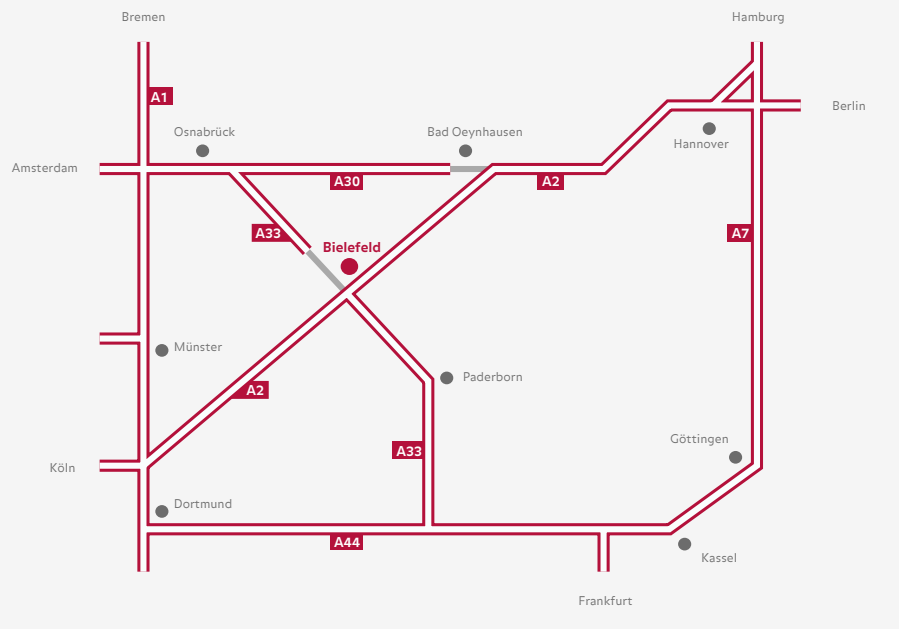 Bremen
Hamburg
A1
Berlin
Osnabrück
Bad Oeynhausen
Hannover
Amsterdam
A30
A2
A33
A7
Bielefeld
Münster
Paderborn
A2
Göttingen
A33
Köln
Dortmund
A44
Kassel
Frankfurt